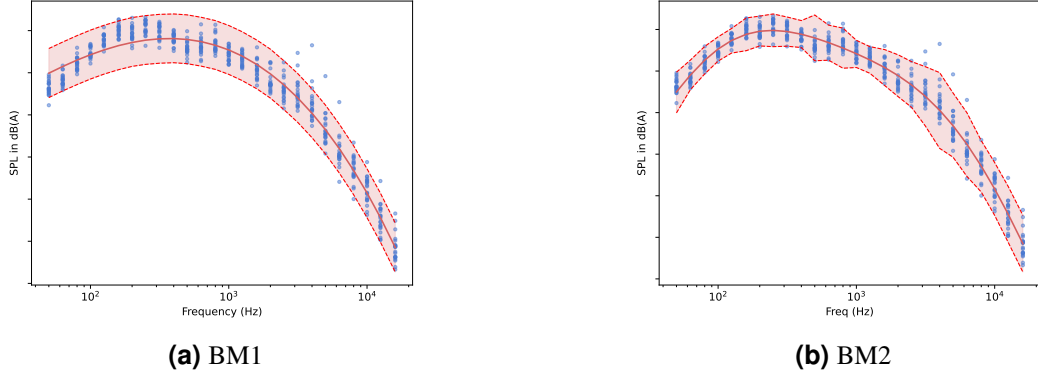 SPL in dB(A)
10² 10³ 10⁴
Frequency (Hz)
(a) BM1
SPL in dB(A)
10² 10³ 10⁴
Freq (Hz)
(b) BM2